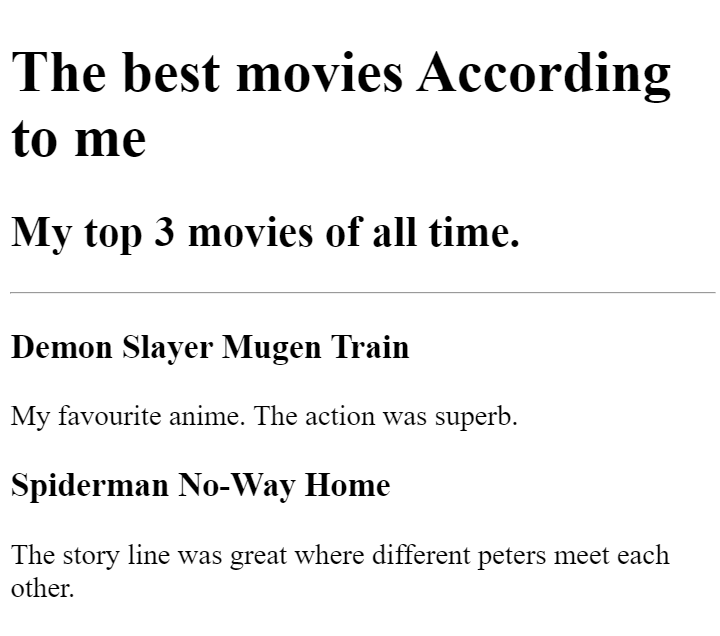 The best movies According
to me
My top 3 movies of all time.
Demon Slayer Mugen Train
My favourite anime. The action was superb.
Spiderman No-Way Home
The story line was great where different peters meet each
other.